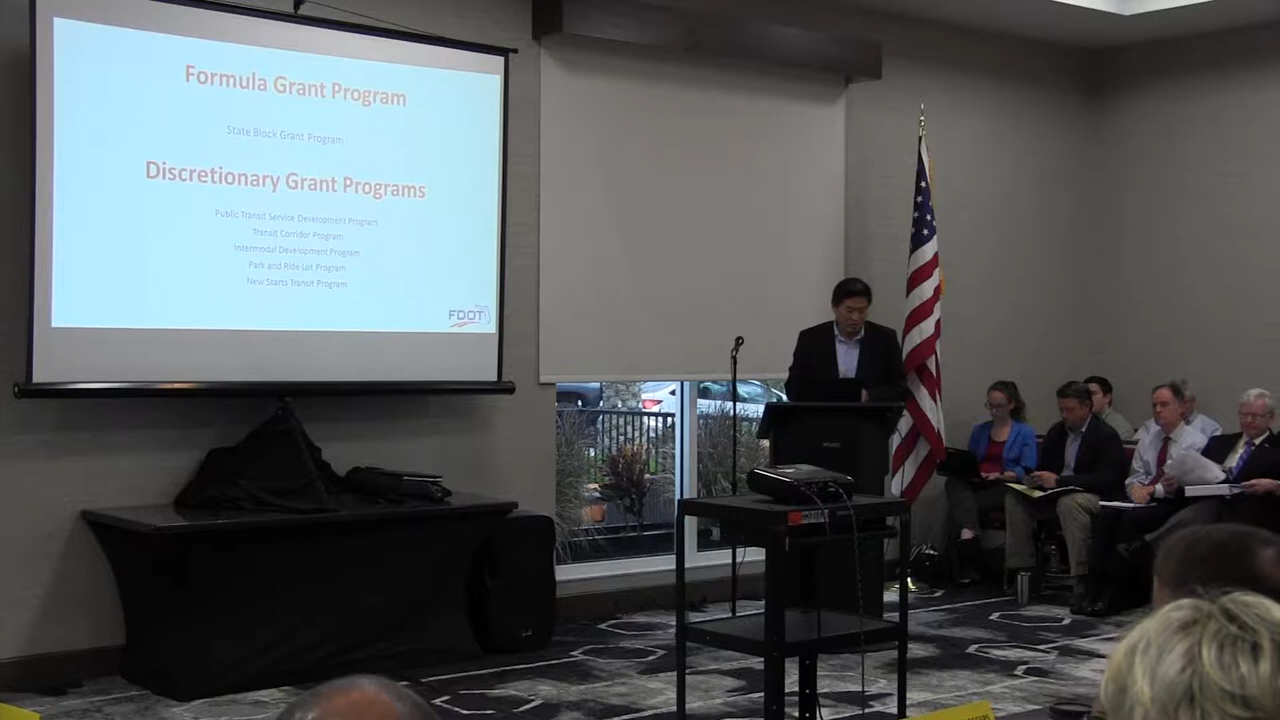 Formula Grant Program
State Block Grant Program
Discretionary Grant Programs
Public Transit Service Development Program
Transit Corridor Program
Intermodal Development Program
Park and Ride Lot Program
New Starts Transit Program
FDOT